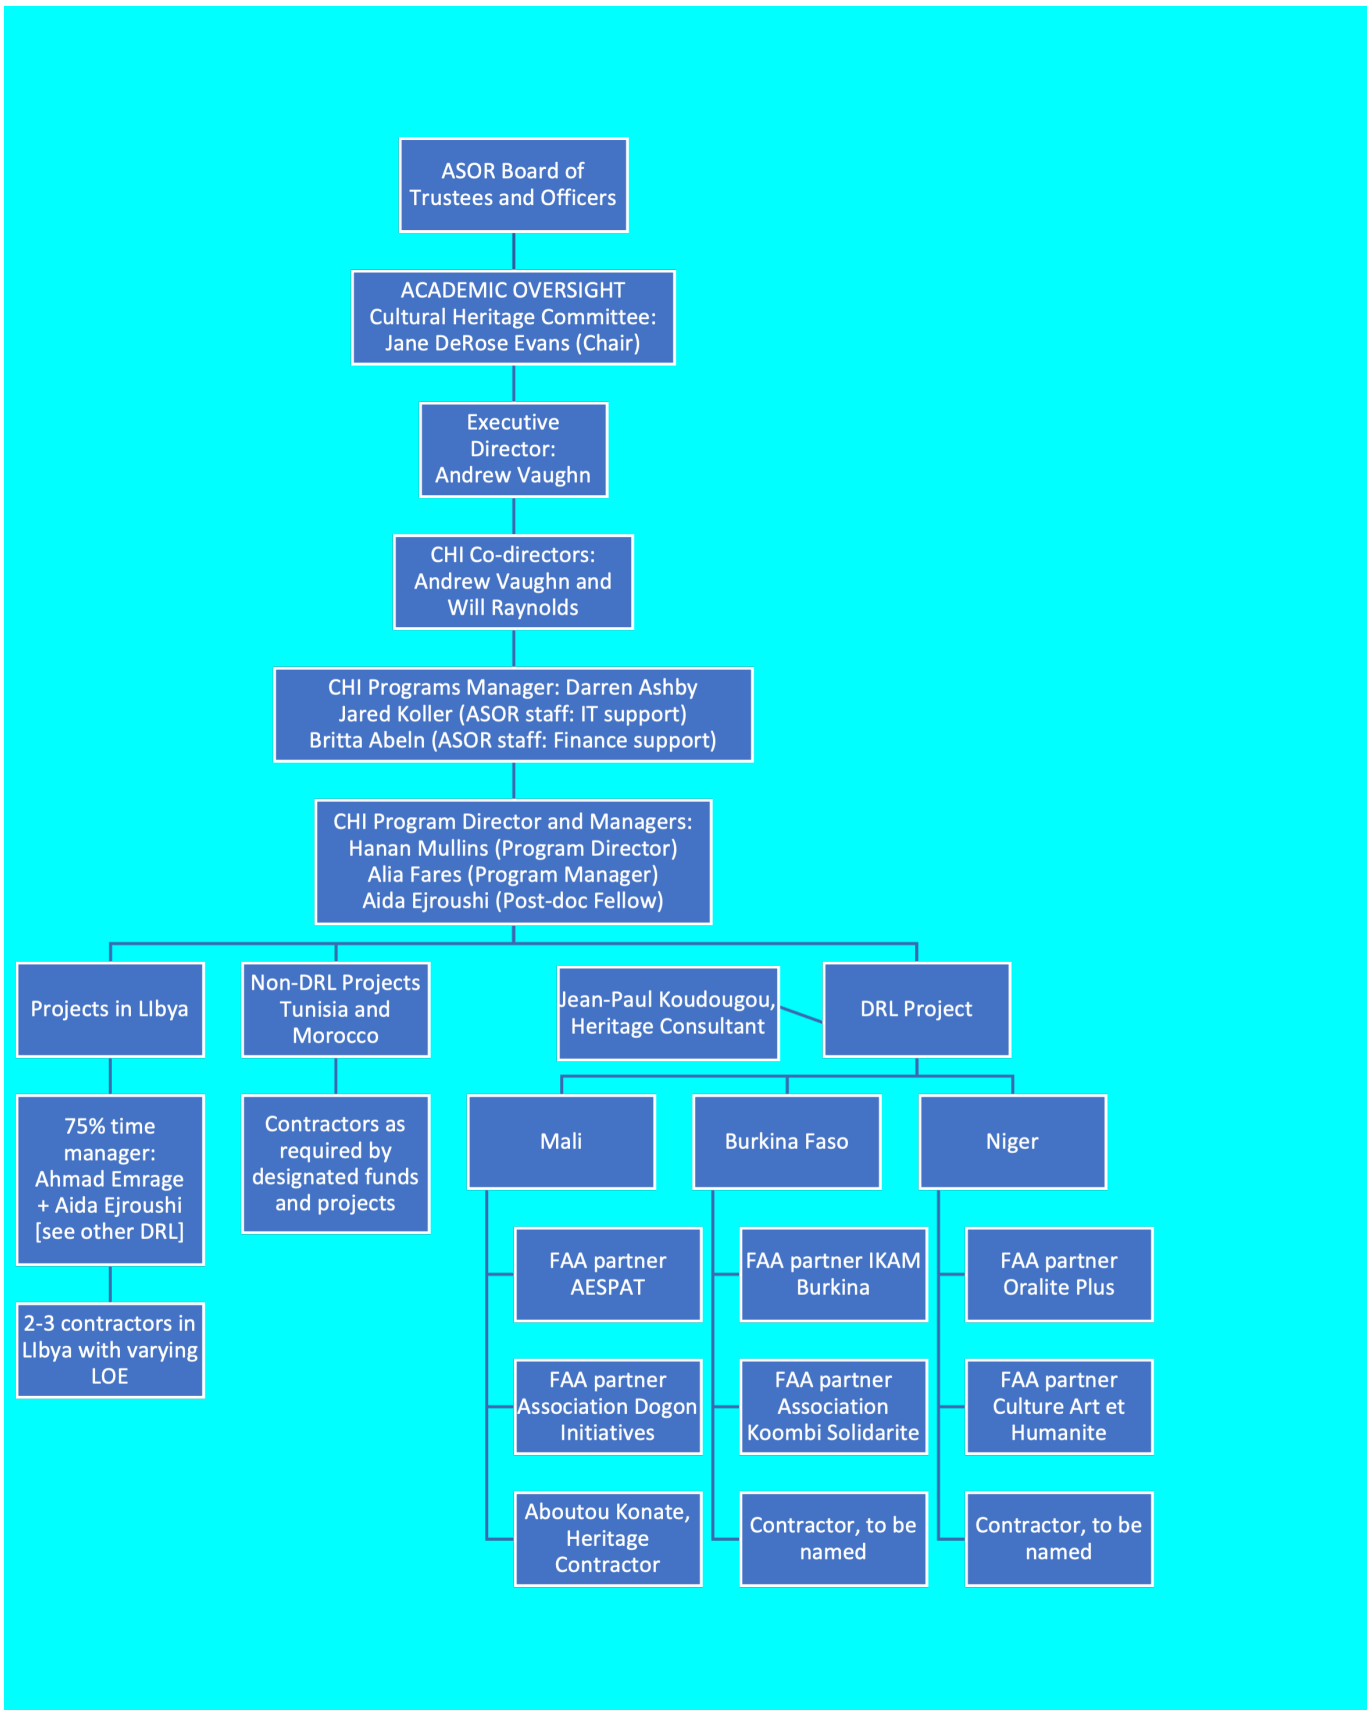 ASOR Board of
Trustees and Officers
ACADEMIC OVERSIGHT
Cultural Heritage Committee:
Jane DeRose Evans (Chair)
Executive
Director:
Andrew Vaughn
CHI Co-directors:
Andrew Vaughn and
Will Raynolds
CHI Programs Manager: Darren Ashby
Jared Koller (ASOR staff: IT support)
Britta Abeln (ASOR staff: Finance support)
CHI Program Director and Managers:
Hanan Mullins (Program Director)
Alia Fares (Program Manager)
Aida Ejroushi (Post-doc Fellow)
Projects in LIbya
Non-DRL Projects
Tunisia and
Morocco
Jean-Paul Koudougou,
Heritage Consultant
DRL Project
75% time
manager:
Ahmad Emrage
+ Aida Ejroushi
[see other DRL]
Contractors as
required by
designated funds
and projects
Mali
Burkina Faso
Niger
2-3 contractors in
LIbya with varying
LOE
FAA partner
AESPAT
FAA partner IKAM
Burkina
FAA partner
Oralite Plus
FAA partner
Association Dogon
Initiatives
FAA partner
Association
Koombi Solidarite
FAA partner
Culture Art et
Humanite
Aboutou Konate,
Heritage
Contractor
Contractor, to be
named
Contractor, to be
named